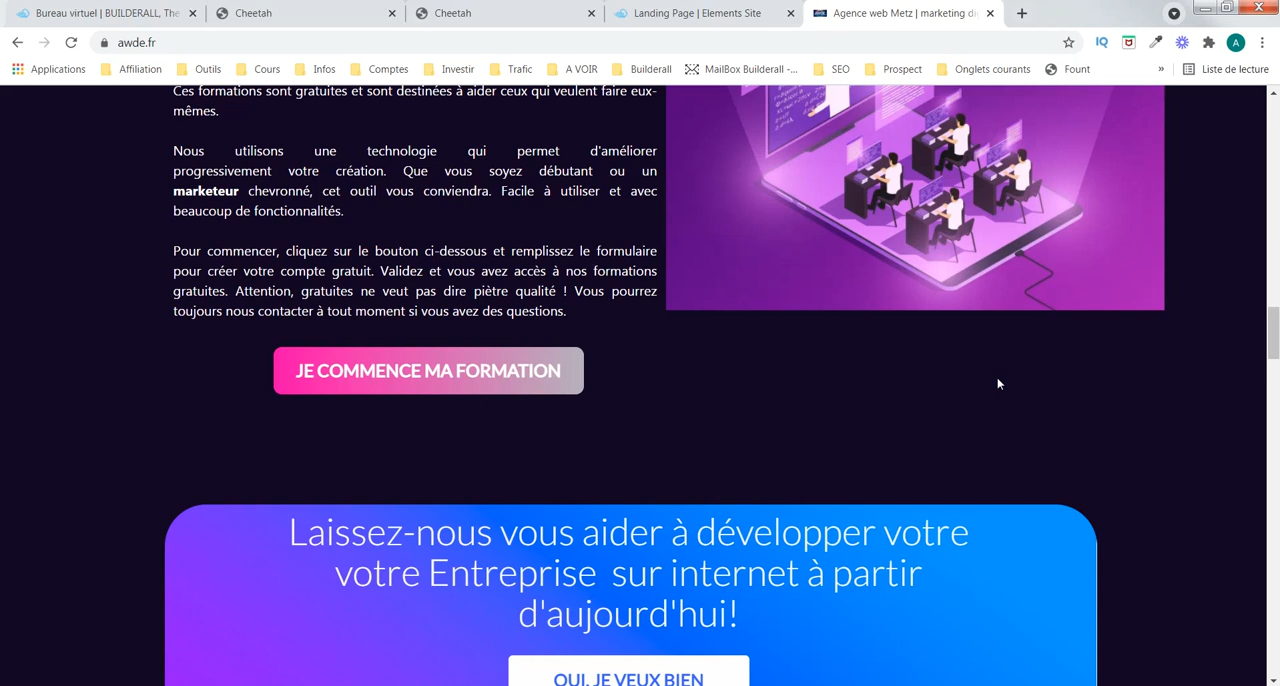 Bureau virtuel | BUILDERALL, The
Cheetah
Cheetah
Landing Page | Elements Site
Agence web Metz | marketing di
awde.fr
IQ
A
Applications
Affiliation
Outils
Cours
Infos
Comptes
Investir
Trafic
A VOIR
Builderall
MailBox Builderall -...
SEO
Prospect
Onglets courants
Fount
»
Liste de lecture
Ces formations sont gratuites et sont destinées à aider ceux qui veulent faire eux-
mêmes.
Nous utilisons une technologie qui permet d'améliorer
progressivement votre création. Que vous soyez débutant ou un
marketeur chevronné, cet outil vous conviendra. Facile à utiliser et avec
beaucoup de fonctionnalités.
Pour commencer, cliquez sur le bouton ci-dessous et remplissez le formulaire
pour créer votre compte gratuit. Validez et vous avez accès à nos formations
gratuites. Attention, gratuites ne veut pas dire piètre qualité ! Vous pourrez
toujours nous contacter à tout moment si vous avez des questions.
JE COMMENCE MA FORMATION
Laissez-nous vous aider à développer votre
votre Entreprise sur internet à partir
d'aujourd'hui!
OUI, JE VEUX BIEN